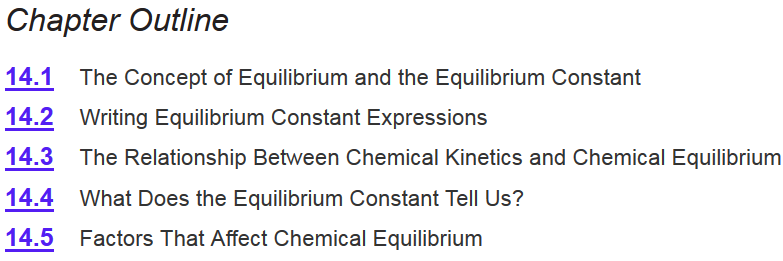 Chapter Outline
14.1 The Concept of Equilibrium and the Equilibrium Constant
14.2 Writing Equilibrium Constant Expressions
14.3 The Relationship Between Chemical Kinetics and Chemical Equilibrium
14.4 What Does the Equilibrium Constant Tell Us?
14.5 Factors That Affect Chemical Equilibrium